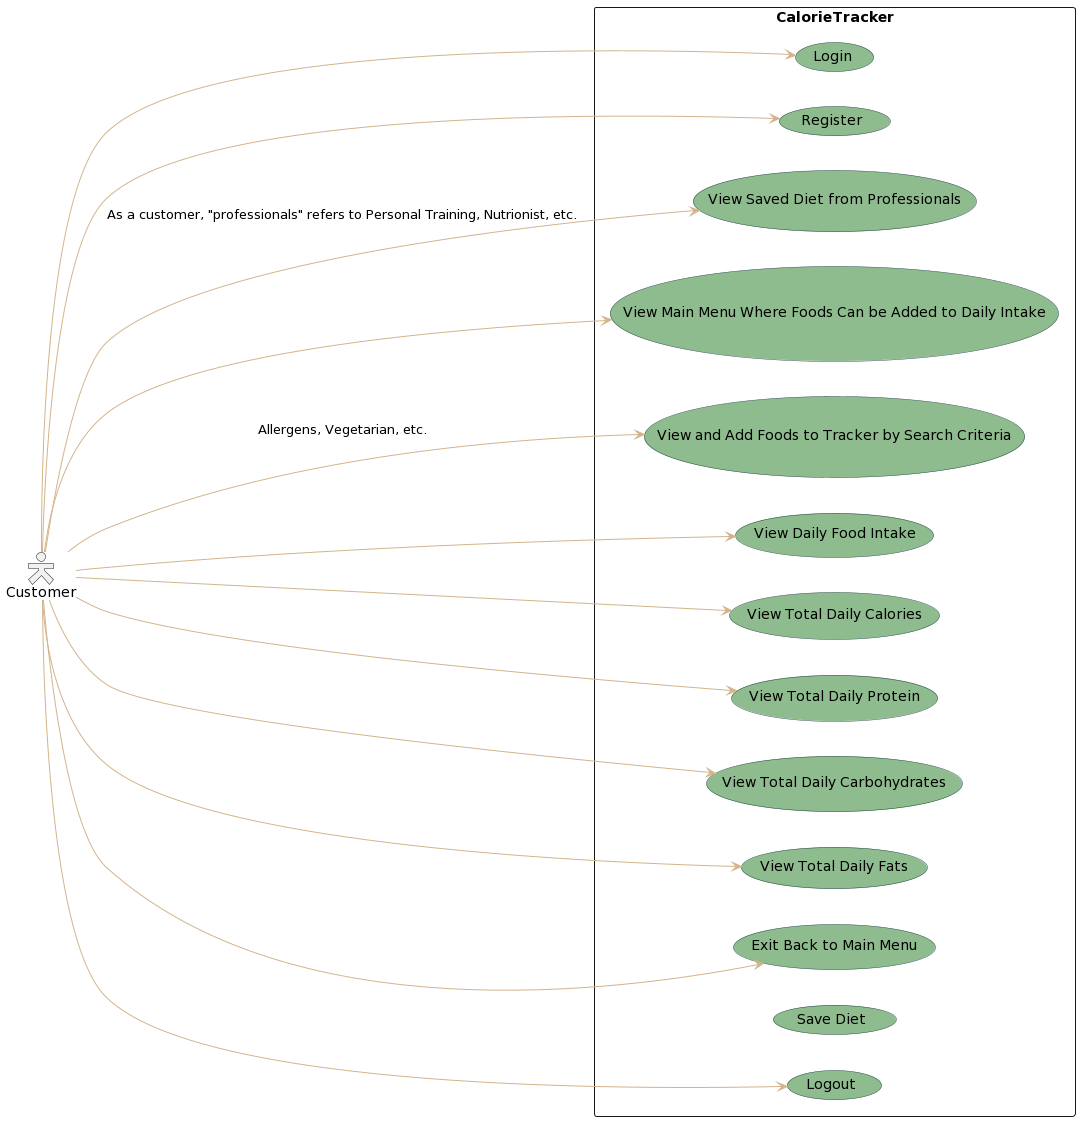 CalorieTracker
Login
Register
View Saved Diet from Professionals
As a customer, "professionals" refers to Personal Training, Nutrionist, etc.
View Main Menu Where Foods Can be Added to Daily Intake
Allergens, Vegetarian, etc.
View and Add Foods to Tracker by Search Criteria
View Daily Food Intake
Customer
View Total Daily Calories
View Total Daily Protein
View Total Daily Carbohydrates
View Total Daily Fats
Exit Back to Main Menu
Save Diet
Logout